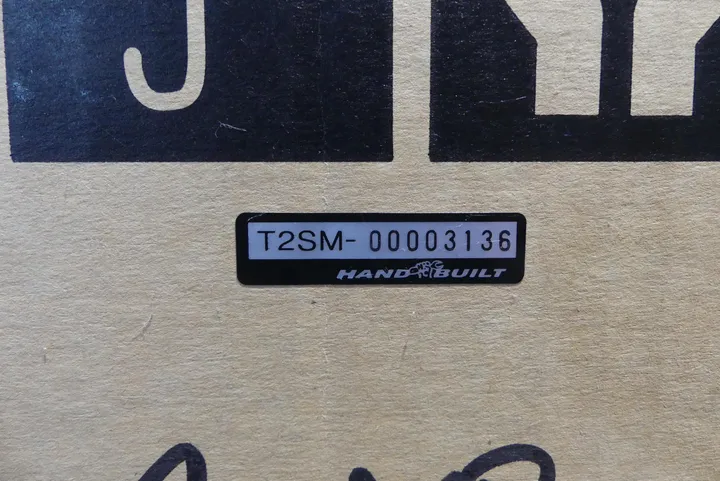 J
T2SM-00003136
HAND BUILT